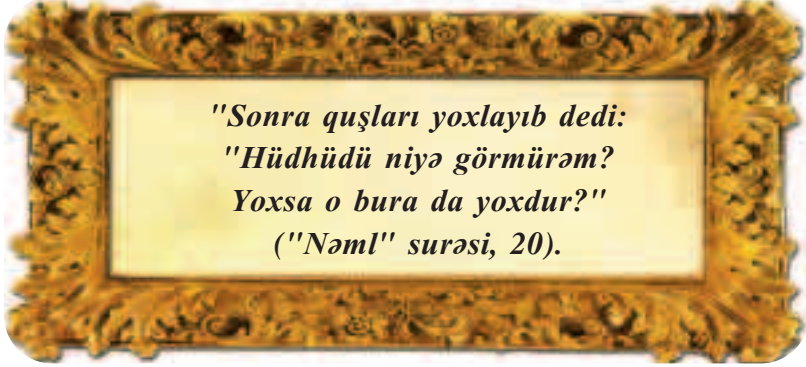 "Sonra quşları yoxlayıb dedi:
"Hüdhüdü niyə görmürəm?
Yoxsa o bura da yoxdur?"
("Nəml" surəsi, 20).